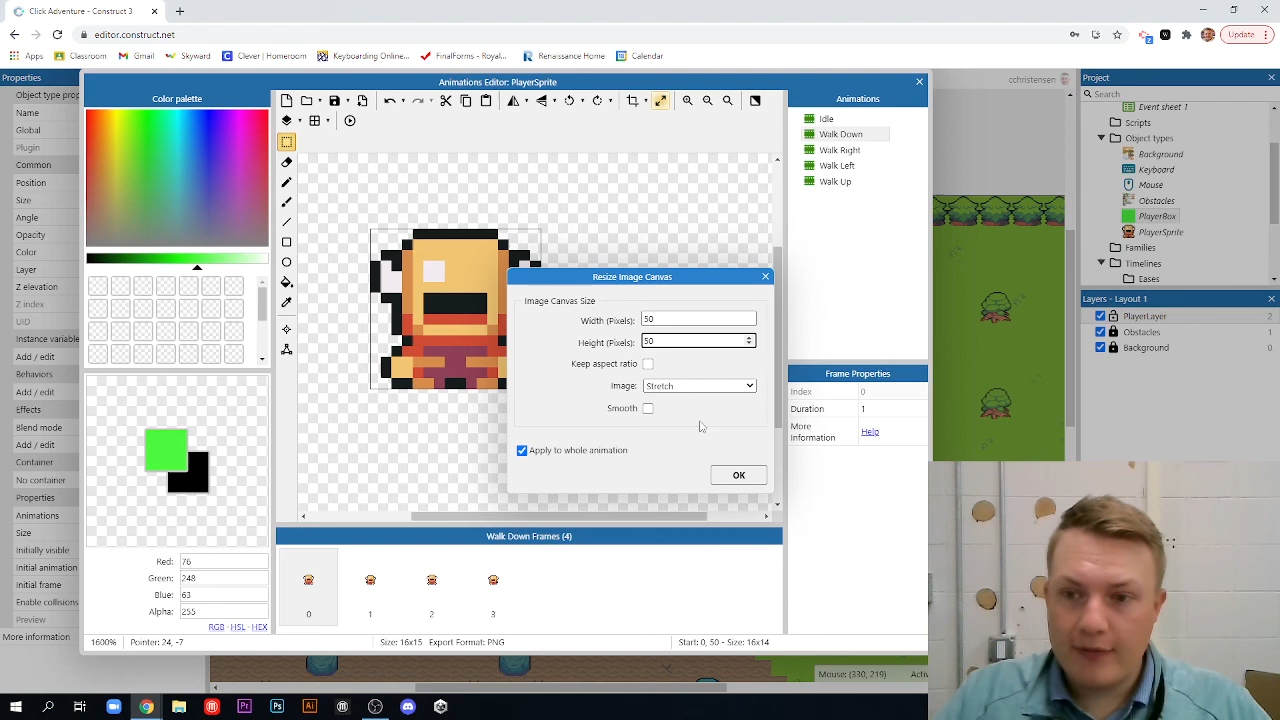 Click Adventure - Construct 3
editor.construct.net
Update
Apps
Classroom
Gmail
Skyward
Clever | Homeroom
Keyboarding Online...
FinalForms - Royal...
Renaissance Home
Calendar
Properties
Animations Editor: PlayerSprite
cchristensen
Project
Color palette
Animations
Search
Object type prop
Name
Global
Plugin
Common
Position
Size
Angle
Opacity
Color
Layer
Z elevation
Z index
UID
Instance variable
Add / edit
Behaviors
Add / edit
Effects
Blend mode
Add / edit
Container
No container
Properties
Animations
Size
Initially visible
Initial animation
Initial frame
Enable collisions
Preview
More information
Idle
Walk Down
Walk Right
Walk Left
Walk Up
Event sheet 1
Scripts
Object types
Background
Keyboard
Mouse
Obstacles
PlayerBox
PlayerSprite
Families
Timelines
Eases
Layers - Layout 1
PlayerLayer 2
Obstacles 1
Background 0
Resize Image Canvas
Image Canvas Size
Width (Pixels): 50
Height (Pixels): 50
Keep aspect ratio
Image: Stretch
Smooth
Apply to whole animation
OK
Frame Properties
Index 0
Duration 1
More Information Help
Walk Down Frames (4)
0 1 2 3
Red: 76
Green: 248
Blue: 63
Alpha: 255
RGB - HSL - HEX
1600% Pointer: 24, -7 Size: 16x15 Export Format: PNG Start: 0, 50 - Size: 16x14
Mouse: (330, 219) Activ